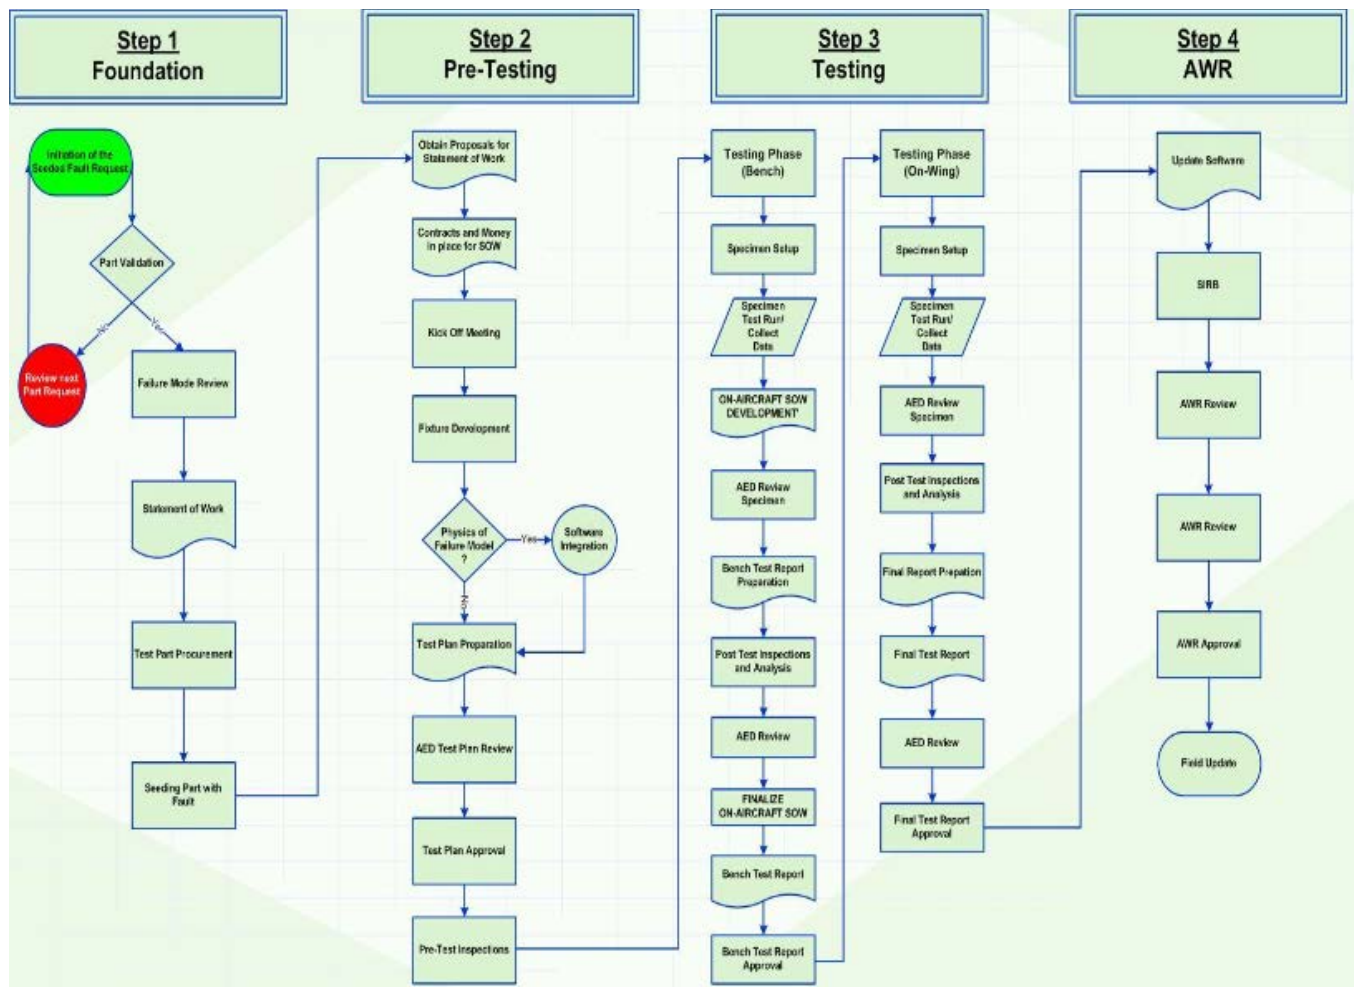 Step 1
Foundation
Step 2
Pre-Testing
Step 3
Testing
Step 4
AWR
Initiation of the
Seeded Fault Request
Part Validation
No
Yes
Review next
Part Request
Failure Mode Review
Statement of Work
Test Part Procurement
Seeding Part with
Fault
Obtain Proposals for
Statement of Work
Contracts and Money
in place for SOW
Kick Off Meeting
Fixture Development
Physics of
Failure Model
?
Yes
Software
Integration
No
Test Plan Preparation
AED Test Plan Review
Test Plan Approval
Pre-Test Inspections
Testing Phase
(Bench)
Specimen Setup
Specimen
Test Run/
Collect
Data
ON-AIRCRAFT SOW
DEVELOPMENT'
AED Review
Specimen
Bench Test Report
Preparation
Post Test Inspections
and Analysis
AED Review
FINALIZE
ON-AIRCRAFT SOW
Bench Test Report
Bench Test Report
Approval
Testing Phase
(On-Wing)
Specimen Setup
Specimen
Test Run/
Collect
Data
AED Review
Specimen
Post Test Inspections
and Analysis
Final Report Prepation
Final Test Report
AED Review
Final Test Report
Approval
Update Software
SIRB
AWR Review
AWR Review
AWR Approval
Field Update